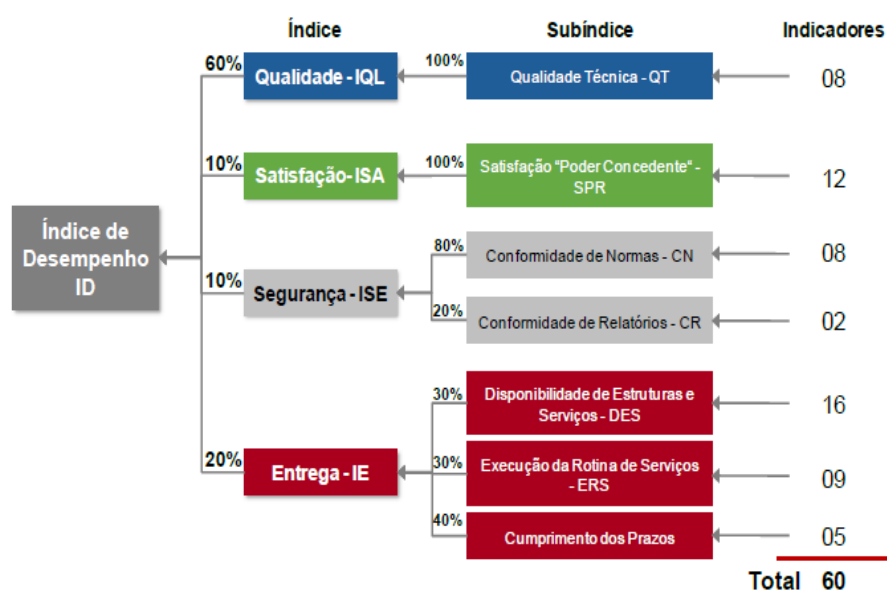 Índice
Subíndice
Indicadores
60%
Qualidade - IQL
100%
Qualidade Técnica - QT
08
10%
Satisfação- ISA
100%
Satisfação "Poder Concedente" -
SPR
12
Índice de
Desempenho
ID
10%
Segurança - ISE
80%
Conformidade de Normas - CN
08
20%
Conformidade de Relatórios - CR
02
20%
Entrega - IE
30%
Disponibilidade de Estruturas e
Serviços - DES
16
30%
Execução da Rotina de Serviços
- ERS
09
40%
Cumprimento dos Prazos
05
Total 60